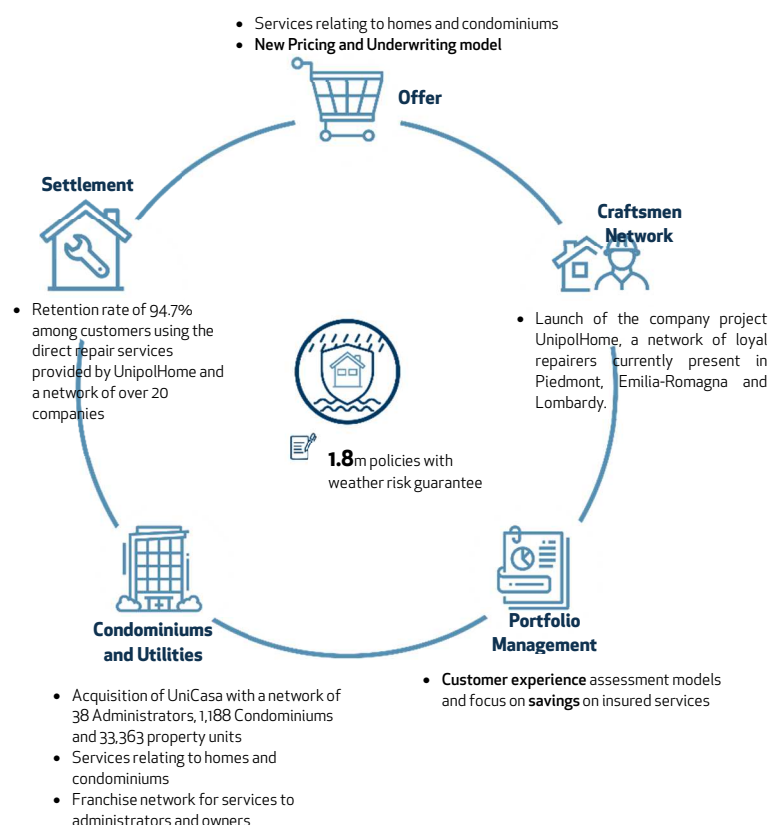 • Services relating to homes and condominiums
• New Pricing and Underwriting model
Offer
Settlement
• Retention rate of 94.7%
among customers using the
direct repair services
provided by UnipolHome and
a network of over 20
companies
Craftsmen
Network
• Launch of the company project
UnipolHome, a network of loyal
repairers currently present in
Piedmont, Emilia-Romagna and
Lombardy.
1.8m policies with
weather risk guarantee
Condominiums
and Utilities
• Acquisition of UniCasa with a network of
38 Administrators, 1,188 Condominiums
and 33,363 property units
• Services relating to homes and
condominiums
• Franchise network for services to
administrators and owners
Portfolio
Management
• Customer experience assessment models
and focus on savings on insured services